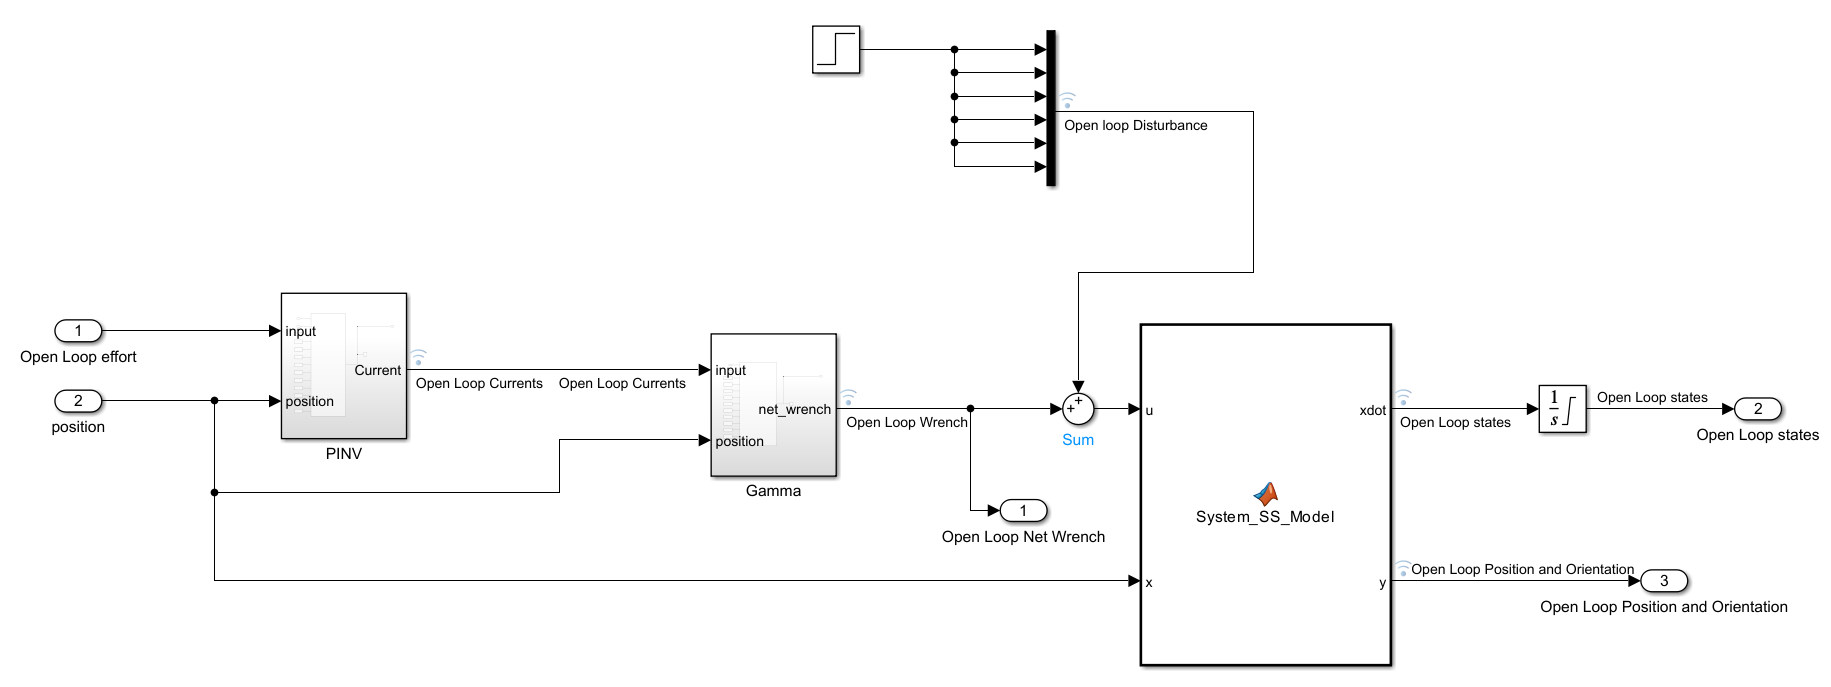 Open loop Disturbance
1
Open Loop effort
input
Current
Open Loop Currents
Open Loop Currents
input
2
position
position
PINV
net_wrench
Open Loop Wrench
position
Gamma
1
Open Loop Net Wrench
+
+
Sum
u
xdot
Open Loop states
1
s
Open Loop states
2
Open Loop states
System_SS_Model
x
y
Open Loop Position and Orientation
3
Open Loop Position and Orientation